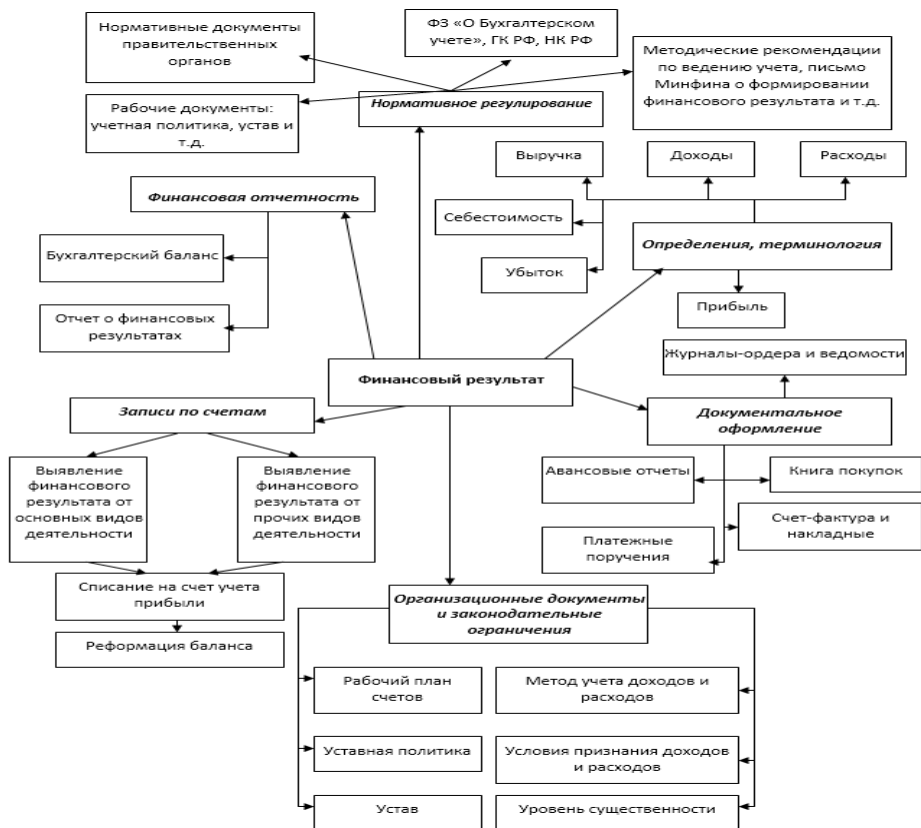 Нормативные документы
правительственных
органов
ФЗ «О Бухгалтерском
учете», ГК РФ, НК РФ
Методические рекомендации
по ведению учета, письмо
Минфина о формировании
финансового результата и т.д.
Рабочие документы:
учетная политика, устав и
т.д.
Нормативное регулирование
Выручка
Доходы
Расходы
Финансовая отчетность
Себестоимость
Определения, терминология
Бухгалтерский баланс
Убыток
Прибыль
Отчет о финансовых
результатах
Журналы-ордера и ведомости
Финансовый результат
Записи по счетам
Документальное
оформление
Выявление
финансового
результата от
основных видов
деятельности
Выявление
финансового
результата от
прочих видов
деятельности
Авансовые отчеты
Книга покупок
Счет-фактура и
накладные
Платежные
поручения
Списание на счет учета
прибыли
Реформация баланса
Организационные документы
и законодательные
ограничения
Рабочий план
счетов
Метод учета доходов и
расходов
Уставная политика
Условия признания доходов
и расходов
Устав
Уровень существенности